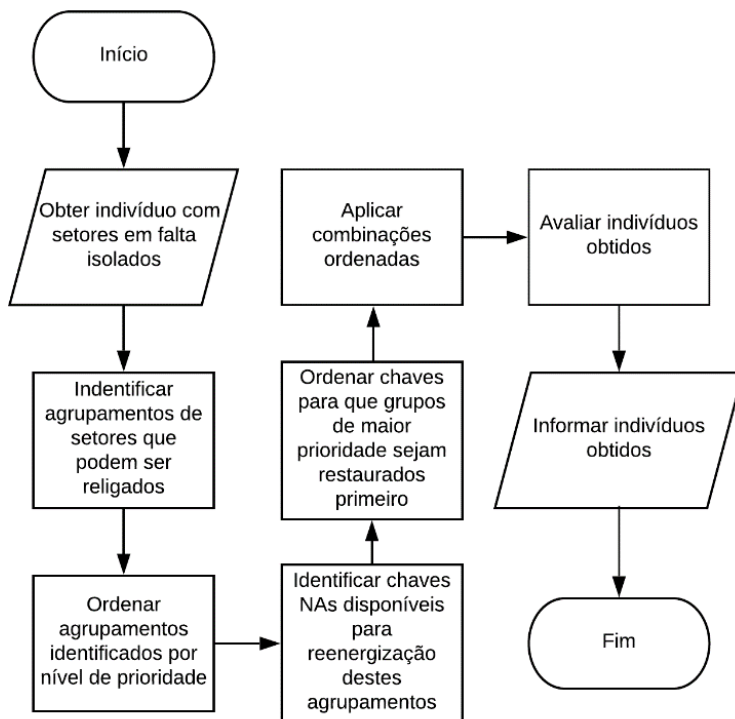 Início
Obter indivíduo com
setores em falta
isolados
Indentificar
agrupamentos de
setores que
podem ser
religados
Ordenar
agrupamentos
identificados por
nível de prioridade
Identificar chaves
NAs disponíveis
para
reenergização
destes
agrupamentos
Ordenar chaves
para que grupos
de maior
prioridade sejam
restaurados
primeiro
Aplicar
combinações
ordenadas
Avaliar indivíduos
obtidos
Informar indivíduos
obtidos
Fim